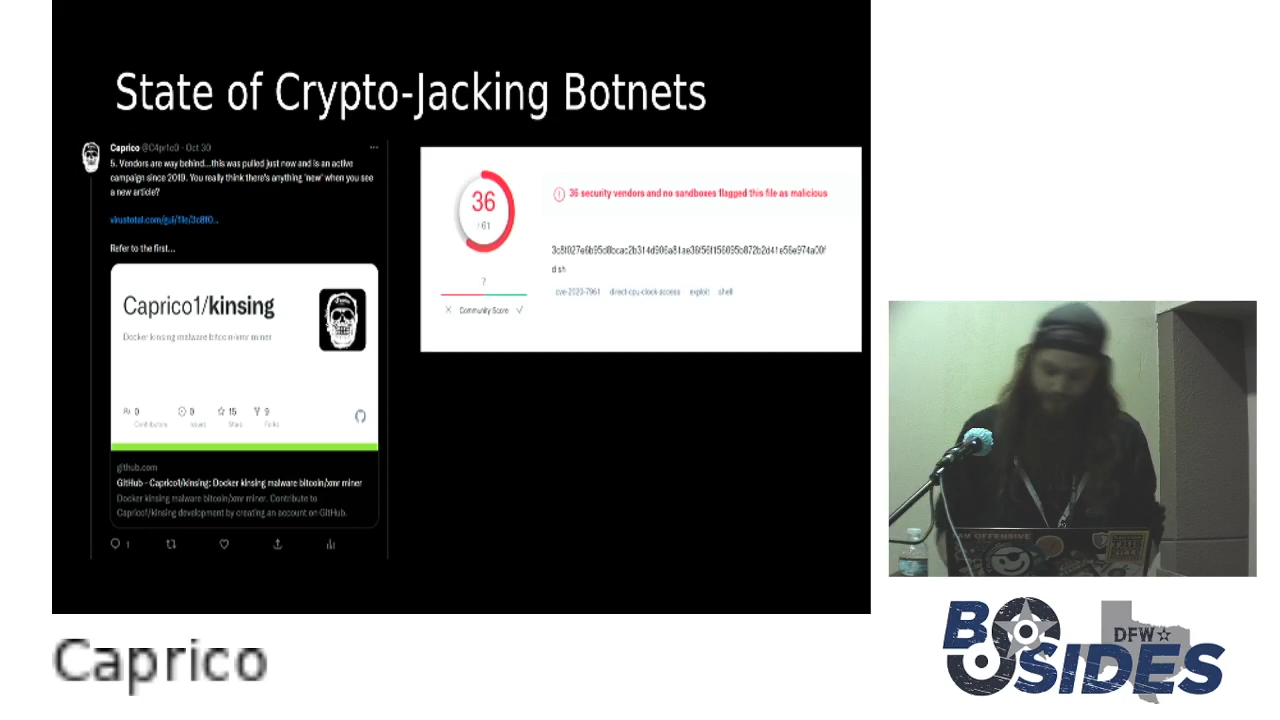 State of Crypto-Jacking Botnets
Caprico @C4pr1c0 · Oct 30
5. Vendors are way behind...this was pulled just now and is an active
campaign since 2019. You really think there's anything 'new' when you see
a new article?
virustotal.com/gui/file/3c8f0...
Refer to the first...
Caprico1/kinsing
Docker kinsing malware bitcoin/xmr miner
0
Contributors
0
Issues
15
Stars
9
Forks
github.com
GitHub - Caprico1/kinsing: Docker kinsing malware bitcoin/xmr miner
Docker kinsing malware bitcoin/xmr miner. Contribute to
Caprico1/kinsing development by creating an account on GitHub.
1
36
/ 61
?
Community Score
36 security vendors and no sandboxes flagged this file as malicious
d.sh
cve-2020-7961 direct-cpu-clock-access exploit shell
I AM OFFENSIVE
BSIDES
DFW
Caprico